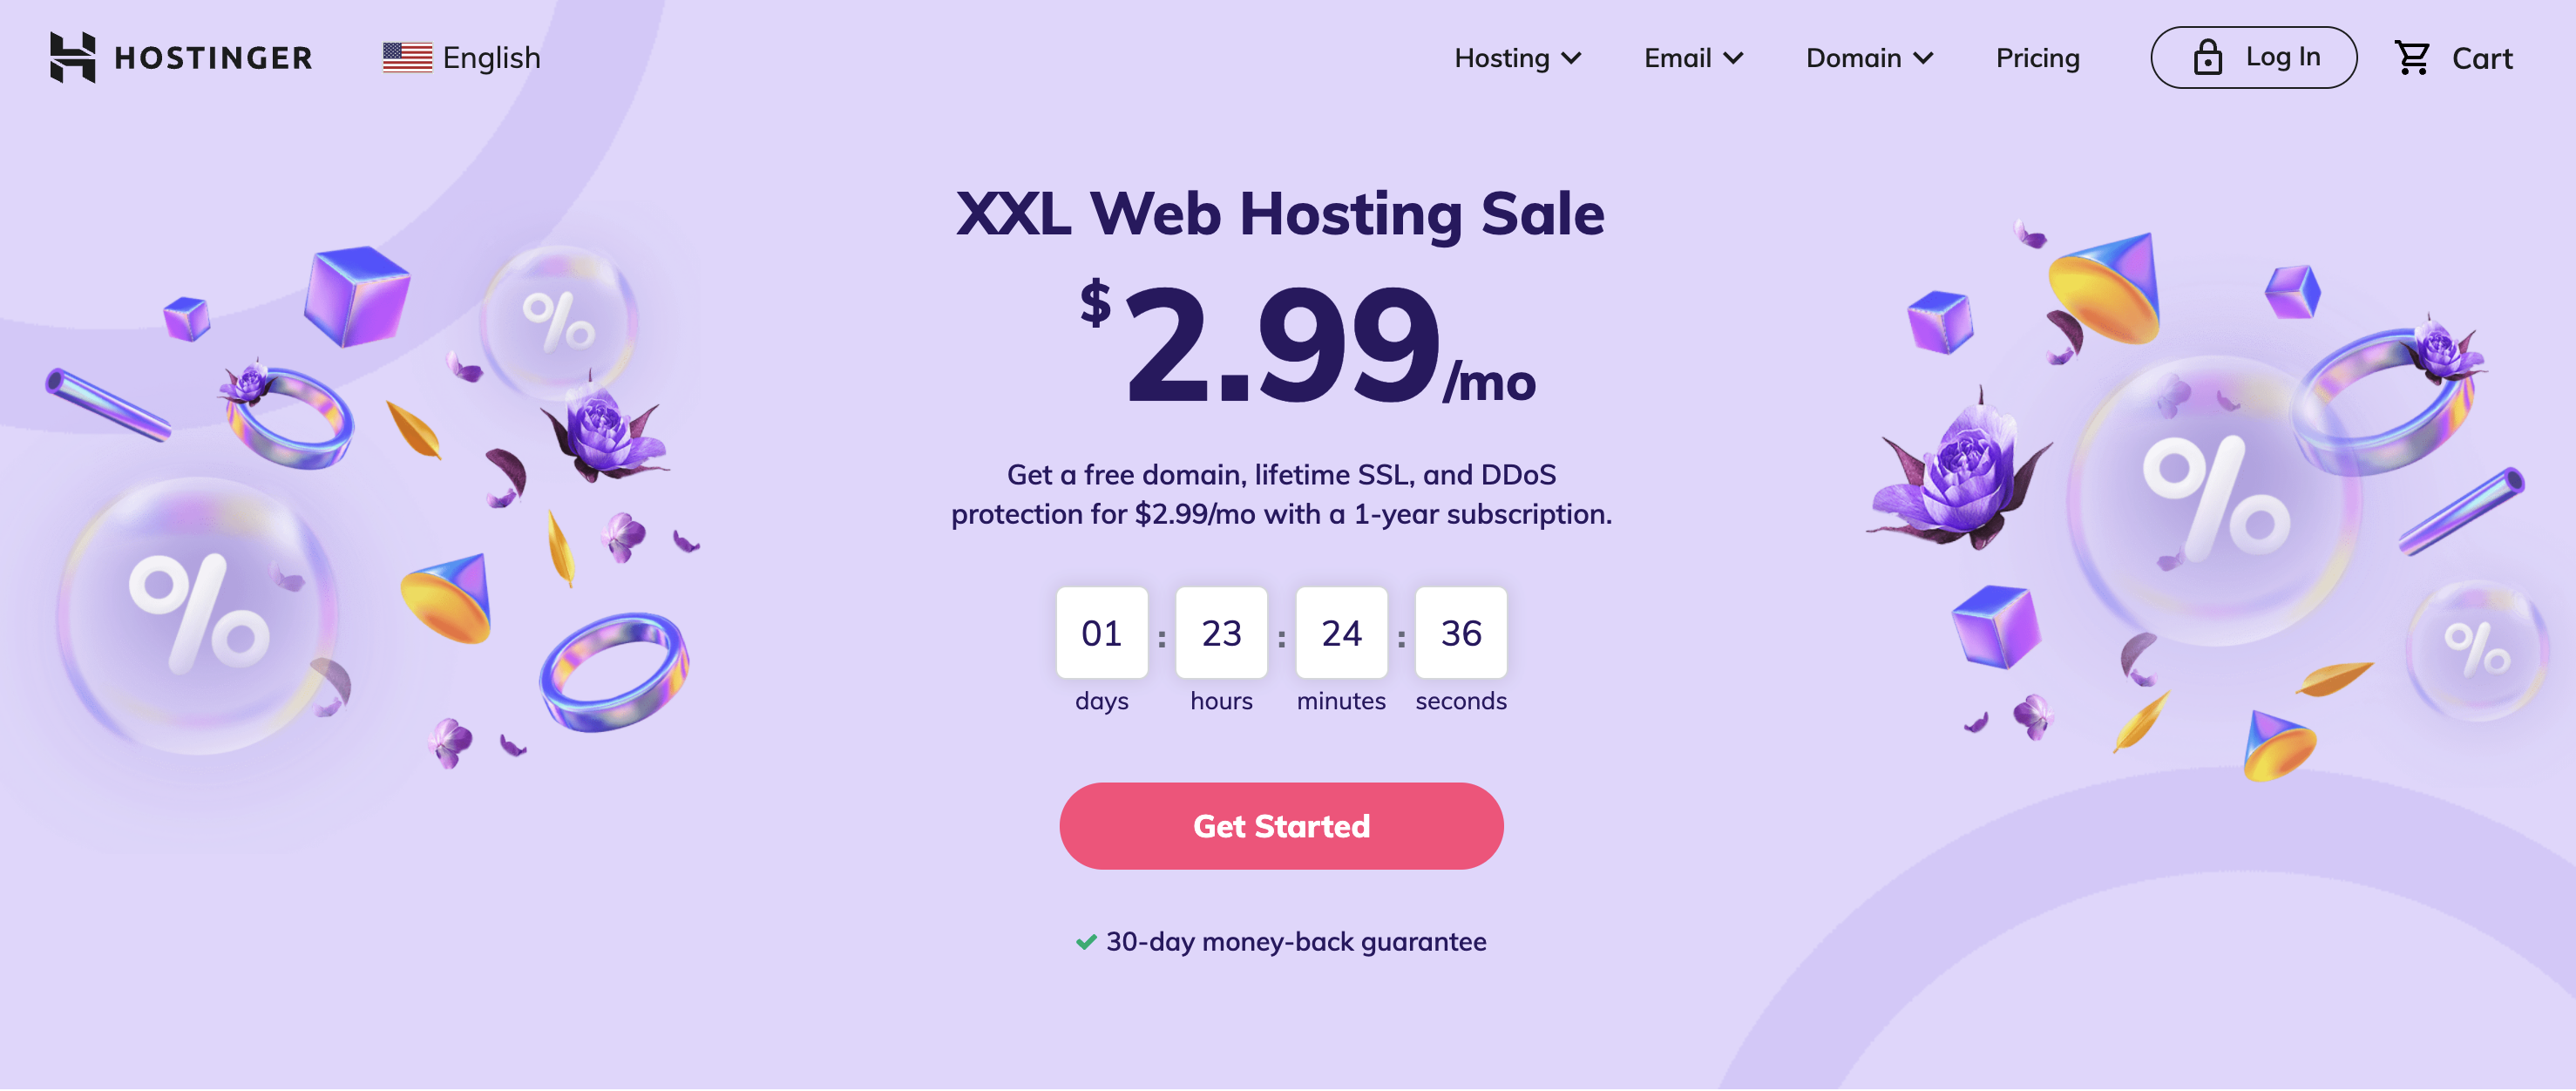 HOSTINGER English Hosting Email Domain Pricing Log In Cart
XXL Web Hosting Sale
$2.99/mo
Get a free domain, lifetime SSL, and DDoS
protection for $2.99/mo with a 1-year subscription.
01 : 23 : 24 : 36
days hours minutes seconds
Get Started
30-day money-back guarantee
% 
%
%
%